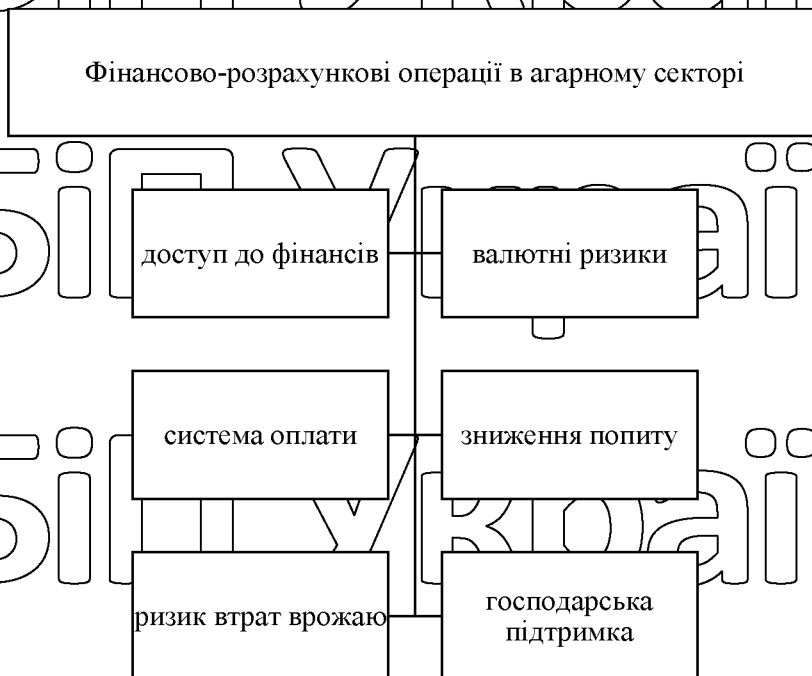 Фінансово-розрахункові операції в агарному секторі
доступ до фінансів
валютні ризики
система оплати
зниження попиту
ризик втрат врожаю
господарська
підтримка